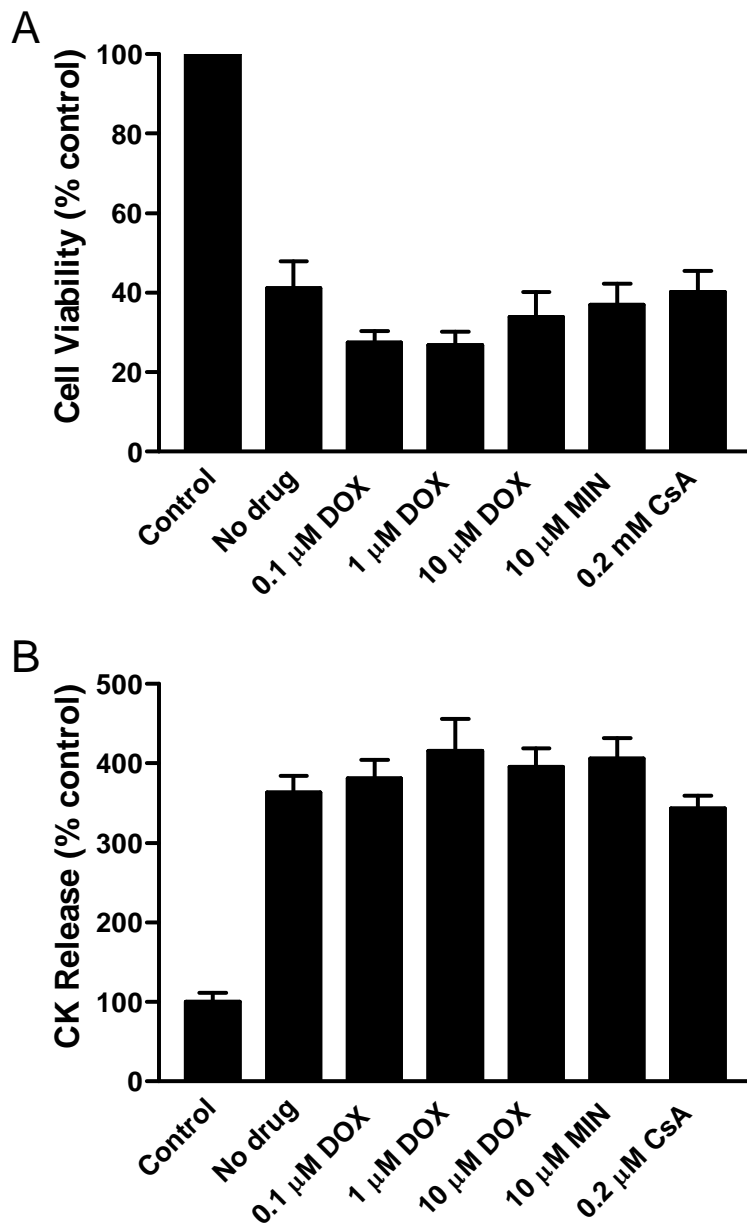 A
Cell Viability (% control)
100
80
60
40
20
0
Control
No drug
0.1 μM DOX
1 μM DOX
10 μM DOX
10 μM MIN
0.2 mM CsA
B
CK Release (% control)
500
400
300
200
100
0
Control
No drug
0.1 μM DOX
1 μM DOX
10 μM DOX
10 μM MIN
0.2 μM CsA